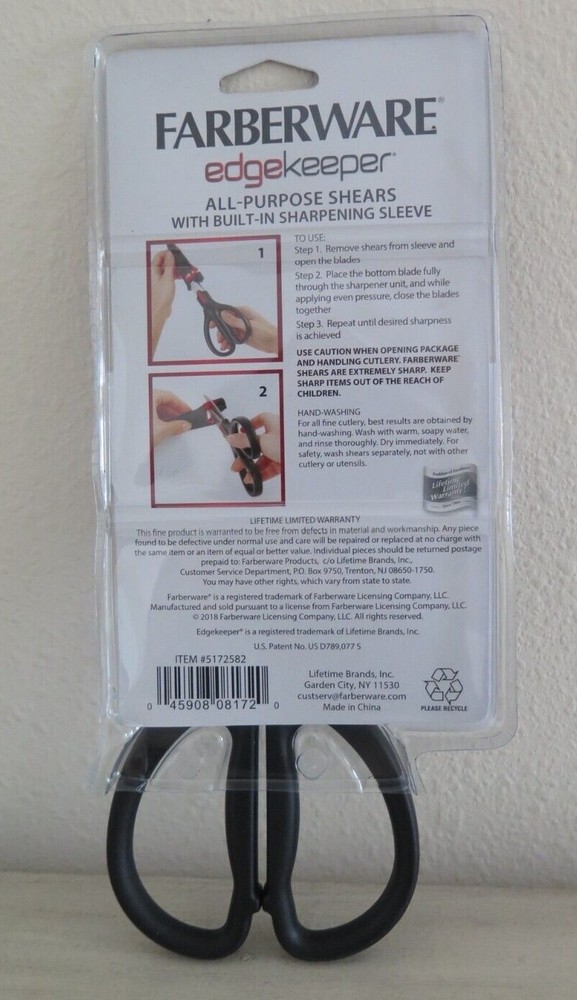 FARBERWARE®
edgekeeper®
ALL-PURPOSE SHEARS
WITH BUILT-IN SHARPENING SLEEVE
1
2
TO USE:
Step 1. Remove shears from sleeve and
open the blades
Step 2. Place the bottom blade fully
through the sharpener unit, and while
applying even pressure, close the blades
together
Step 3. Repeat until desired sharpness
is achieved
USE CAUTION WHEN OPENING PACKAGE
AND HANDLING CUTLERY. FARBERWARE®
SHEARS ARE EXTREMELY SHARP. KEEP
SHARP ITEMS OUT OF THE REACH OF
CHILDREN.
HAND-WASHING
For all fine cutlery, best results are obtained by
hand-washing. Wash with warm, soapy water,
and rinse thoroughly. Dry immediately. For
safety, wash shears separately, not with other
cutlery or utensils.
Lifetime
Limited
Warranty
LIFETIME LIMITED WARRANTY
This fine product is warranted to be free from defects in material and workmanship. Any piece
found to be defective under normal use and care will be repaired or replaced at no charge with
the same item or an item of equal or better value. Individual pieces should be returned postage
prepaid to: Farberware Products, c/o Lifetime Brands, Inc.,
Customer Service Department, P.O. Box 9750, Trenton, NJ 08650-1750.
You may have other rights, which vary from state to state.
Farberware® is a registered trademark of Farberware Licensing Company, LLC.
Manufactured and sold pursuant to a license from Farberware Licensing Company, LLC.
© 2018 Farberware Licensing Company, LLC. All rights reserved.
Edgekeeper® is a registered trademark of Lifetime Brands, Inc.
U.S. Patent No. US D789,077 S
ITEM #5172582
0 45908 08172 0
Lifetime Brands, Inc.
Garden City, NY 11530
custserv@farberware.com
Made in China
PLEASE RECYCLE